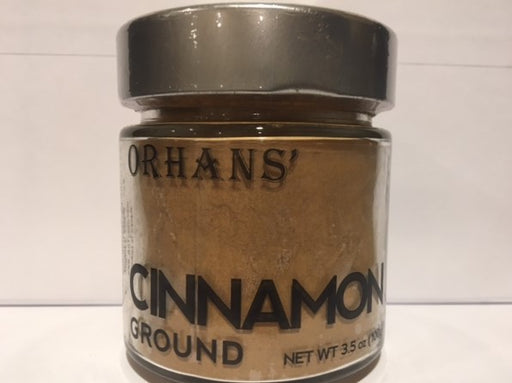 ORHANS'
CINNAMON
GROUND
NET WT 3.5 oz